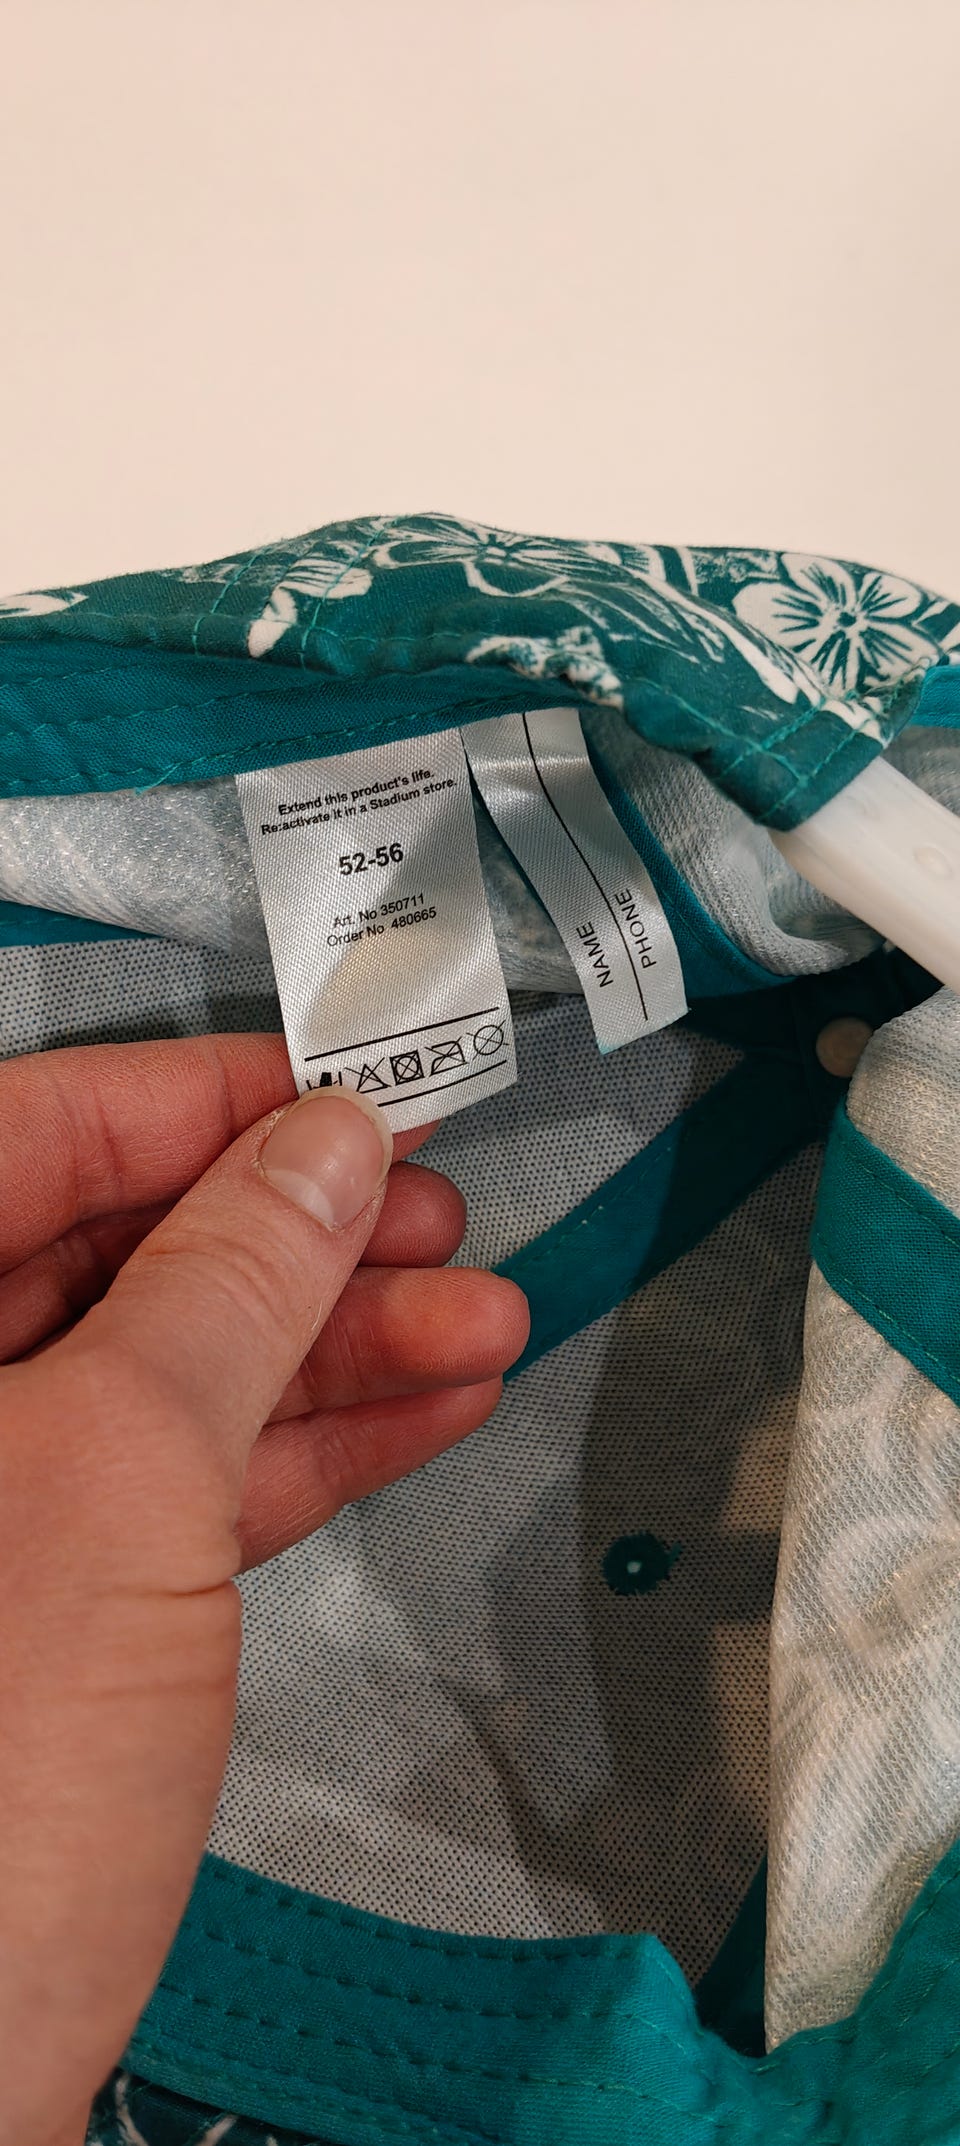 Extend this product's life.
Re:activate it in a Stadium store.
52-56
Art. No 350711
Order No 480665
NAME
PHONE